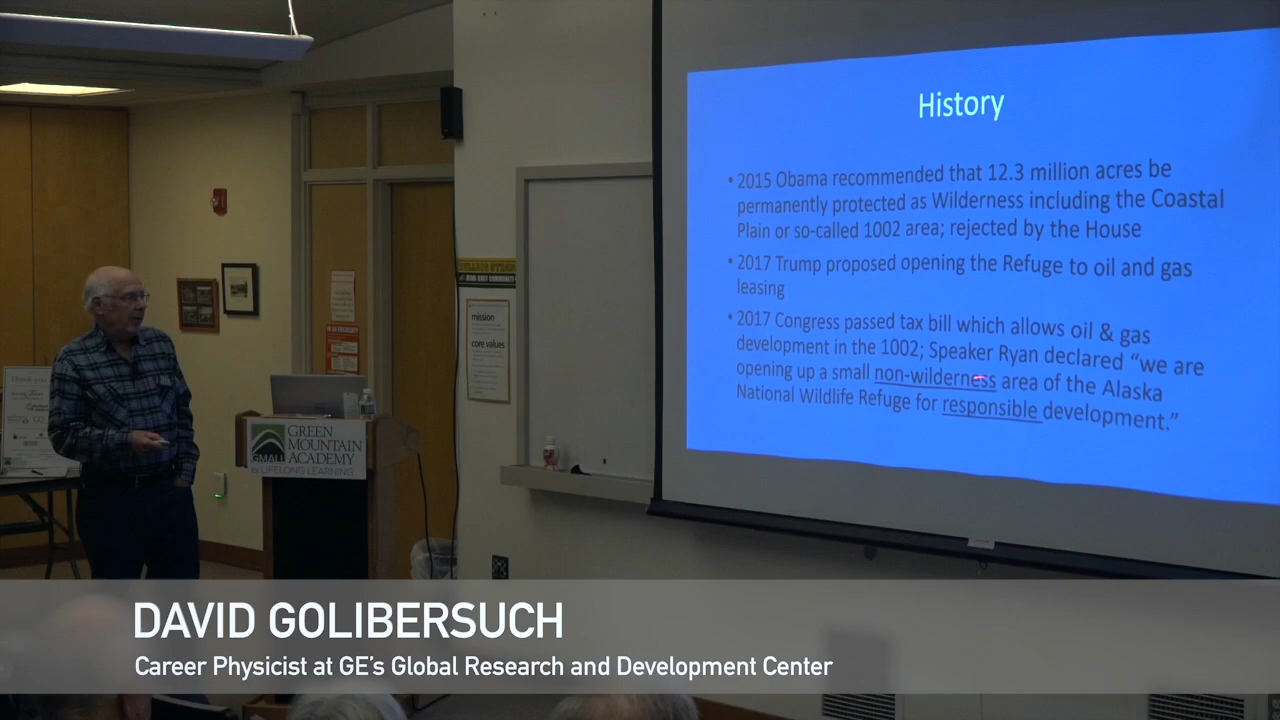 History
• 2015 Obama recommended that 12.3 million acres be
permanently protected as Wilderness including the Coastal
Plain or so-called 1002 area; rejected by the House
• 2017 Trump proposed opening the Refuge to oil and gas
leasing
• 2017 Congress passed tax bill which allows oil & gas
development in the 1002; Speaker Ryan declared “we are
opening up a small non-wilderness area of the Alaska
National Wildlife Refuge for responsible development.”
mission
core values
Thank you
GREEN
MOUNTAIN
ACADEMY
GMALL
for LIFELONG LEARNING
DAVID GOLIBERSUCH
Career Physicist at GE's Global Research and Development Center